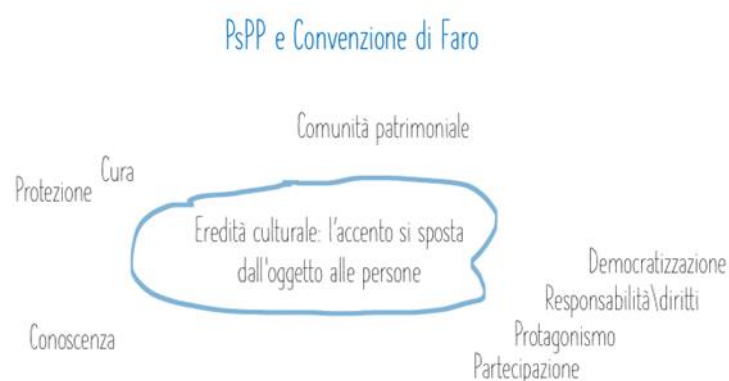 PsPP e Convenzione di Faro
Comunità patrimoniale
Cura
Protezione
Eredità culturale: l'accento si sposta
dall'oggetto alle persone
Democratizzazione
Responsabilità\diritti
Conoscenza
Protagonismo
Partecipazione